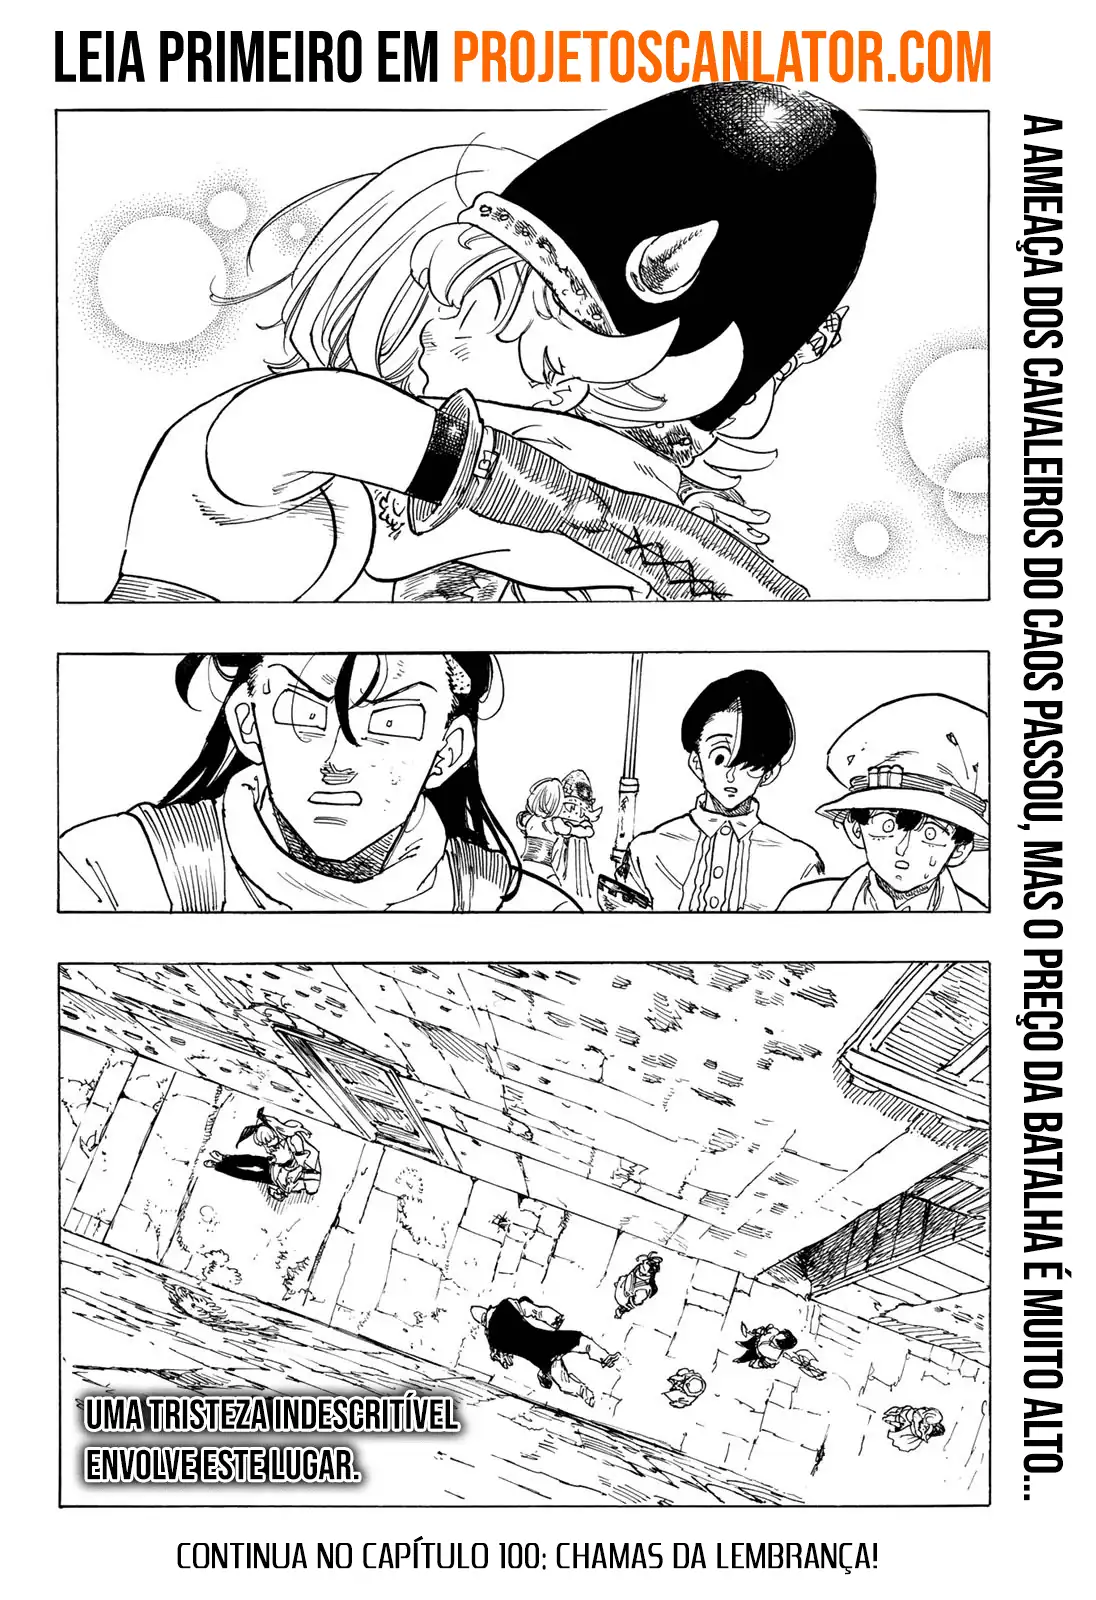 LEIA PRIMEIRO EM PROJETOSCANLATOR.COM
A AMEAÇA DOS CAVALEIROS DO CAOS PASSOU, MAS O PREÇO DA BATALHA É MUITO ALTO...
UMA TRISTEZA INDESCRITÍVEL
ENVOLVE ESTE LUGAR.
CONTINUA NO CAPÍTULO 100: CHAMAS DA LEMBRANÇA!